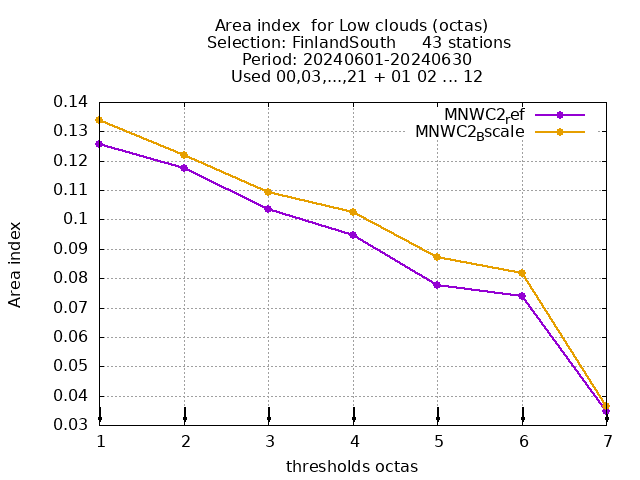 Area index  for Low clouds (octas)
Selection: FinlandSouth     43 stations
Period: 20240601-20240630
Used 00,03,...,21 + 01 02 ... 12
MNWC2_ref
MNWC2_Bscale
0.14
0.13
0.12
0.11
0.1
0.09
0.08
0.07
0.06
0.05
0.04
0.03
Area index
1 2 3 4 5 6 7
thresholds octas